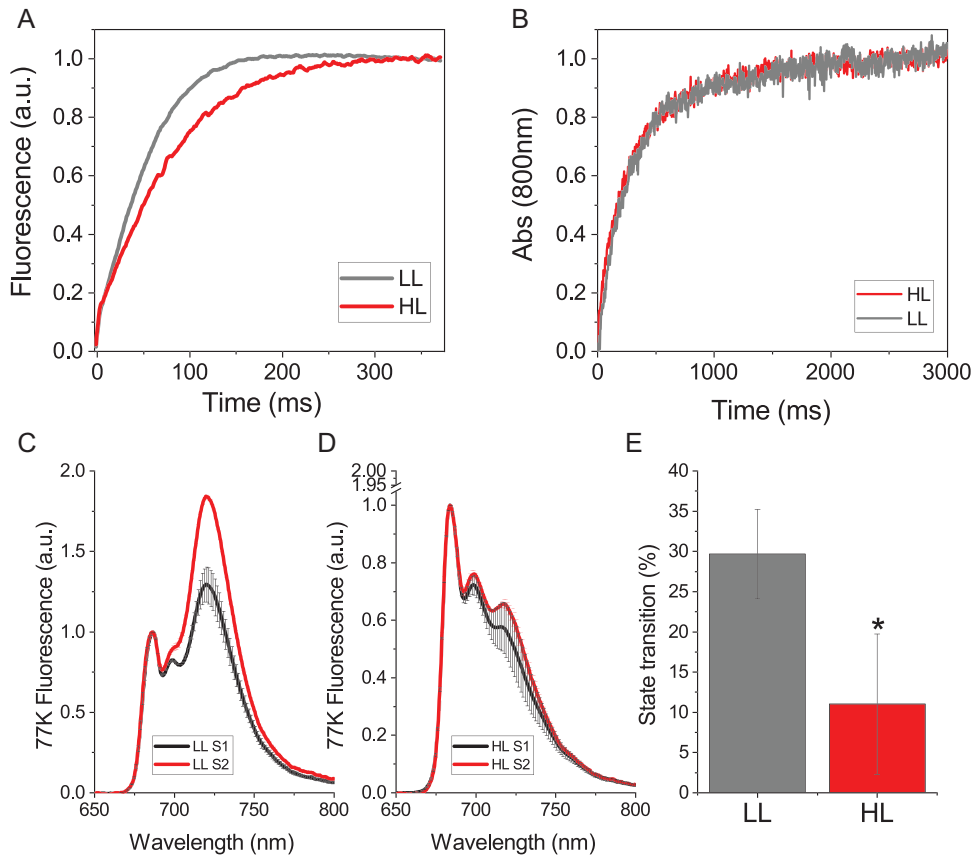 A
Fluorescence (a.u.)
1.0
0.8
0.6
0.4
0.2
0.0
0
100
200
300
Time (ms)
LL
HL
B
Abs (800nm)
1.0
0.8
0.6
0.4
0.2
0.0
0
1000
2000
3000
Time (ms)
HL
LL
C
77K Fluorescence (a.u.)
2.0
1.5
1.0
0.5
0.0
650
700
750
800
Wavelength (nm)
LL S1
LL S2
D
77K Fluorescence (a.u.)
2.00
1.95
1.0
0.8
0.6
0.4
0.2
0.0
650
700
750
800
Wavelength (nm)
HL S1
HL S2
E
State transition (%)
40
35
30
25
20
15
10
5
0
*
LL
HL